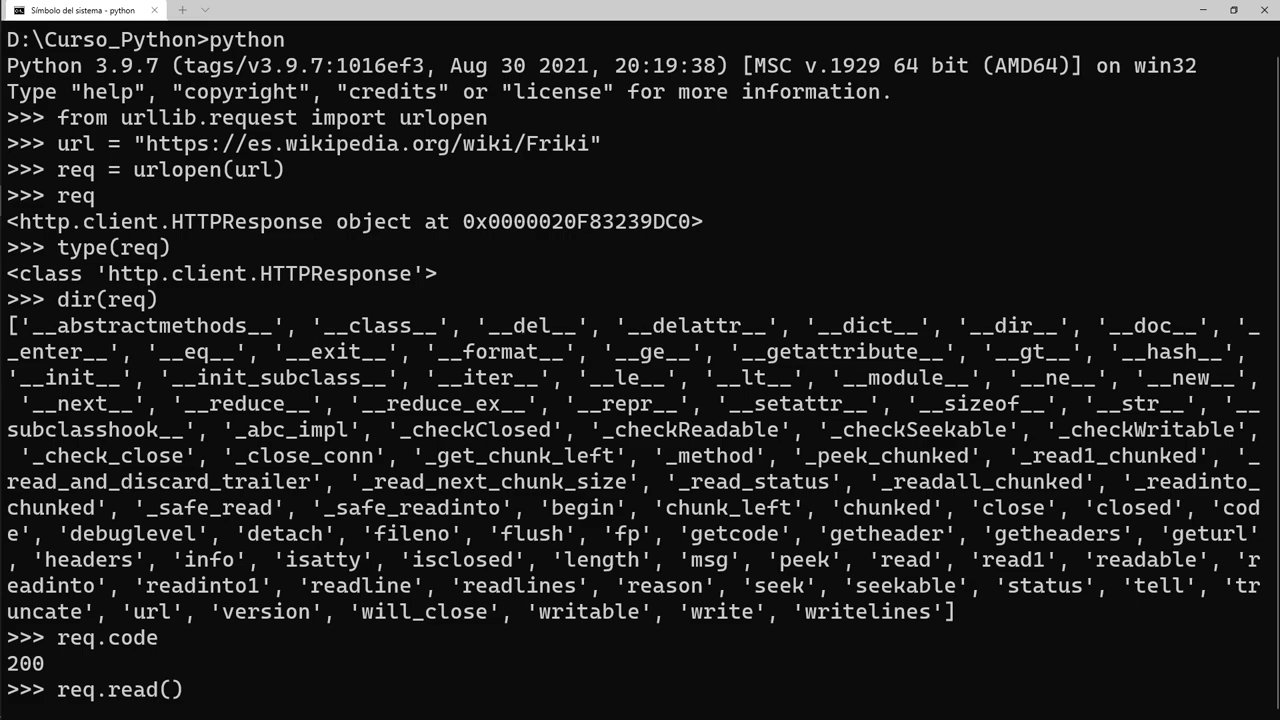 Símbolo del sistema - python
D:\Curso_Python>python
Python 3.9.7 (tags/v3.9.7:1016ef3, Aug 30 2021, 20:19:38) [MSC v.1929 64 bit (AMD64)] on win32
Type "help", "copyright", "credits" or "license" for more information.
>>> from urllib.request import urlopen
>>> url = "https://es.wikipedia.org/wiki/Friki"
>>> req = urlopen(url)
>>> req
<http.client.HTTPResponse object at 0x0000020F83239DC0>
>>> type(req)
<class 'http.client.HTTPResponse'>
>>> dir(req)
['__abstractmethods__', '__class__', '__del__', '__delattr__', '__dict__', '__dir__', '__doc__', '_
_enter__', '__eq__', '__exit__', '__format__', '__ge__', '__getattribute__', '__gt__', '__hash__',
'__init__', '__init_subclass__', '__iter__', '__le__', '__lt__', '__module__', '__ne__', '__new__',
'__next__', '__reduce__', '__reduce_ex__', '__repr__', '__setattr__', '__sizeof__', '__str__', '__
subclasshook__', '_abc_impl', '_checkClosed', '_checkReadable', '_checkSeekable', '_checkWritable',
'_check_close', '_close_conn', '_get_chunk_left', '_method', '_peek_chunked', '_read1_chunked', '_
read_and_discard_trailer', '_read_next_chunk_size', '_read_status', '_readall_chunked', '_readinto_
chunked', '_safe_read', '_safe_readinto', 'begin', 'chunk_left', 'chunked', 'close', 'closed', 'cod
e', 'debuglevel', 'detach', 'fileno', 'flush', 'fp', 'getcode', 'getheader', 'getheaders', 'geturl'
, 'headers', 'info', 'isatty', 'isclosed', 'length', 'msg', 'peek', 'read', 'read1', 'readable', 'r
eadinto', 'readinto1', 'readline', 'readlines', 'reason', 'seek', 'seekable', 'status', 'tell', 'tr
uncate', 'url', 'version', 'will_close', 'writable', 'write', 'writelines']
>>> req.code
200
>>> req.read()